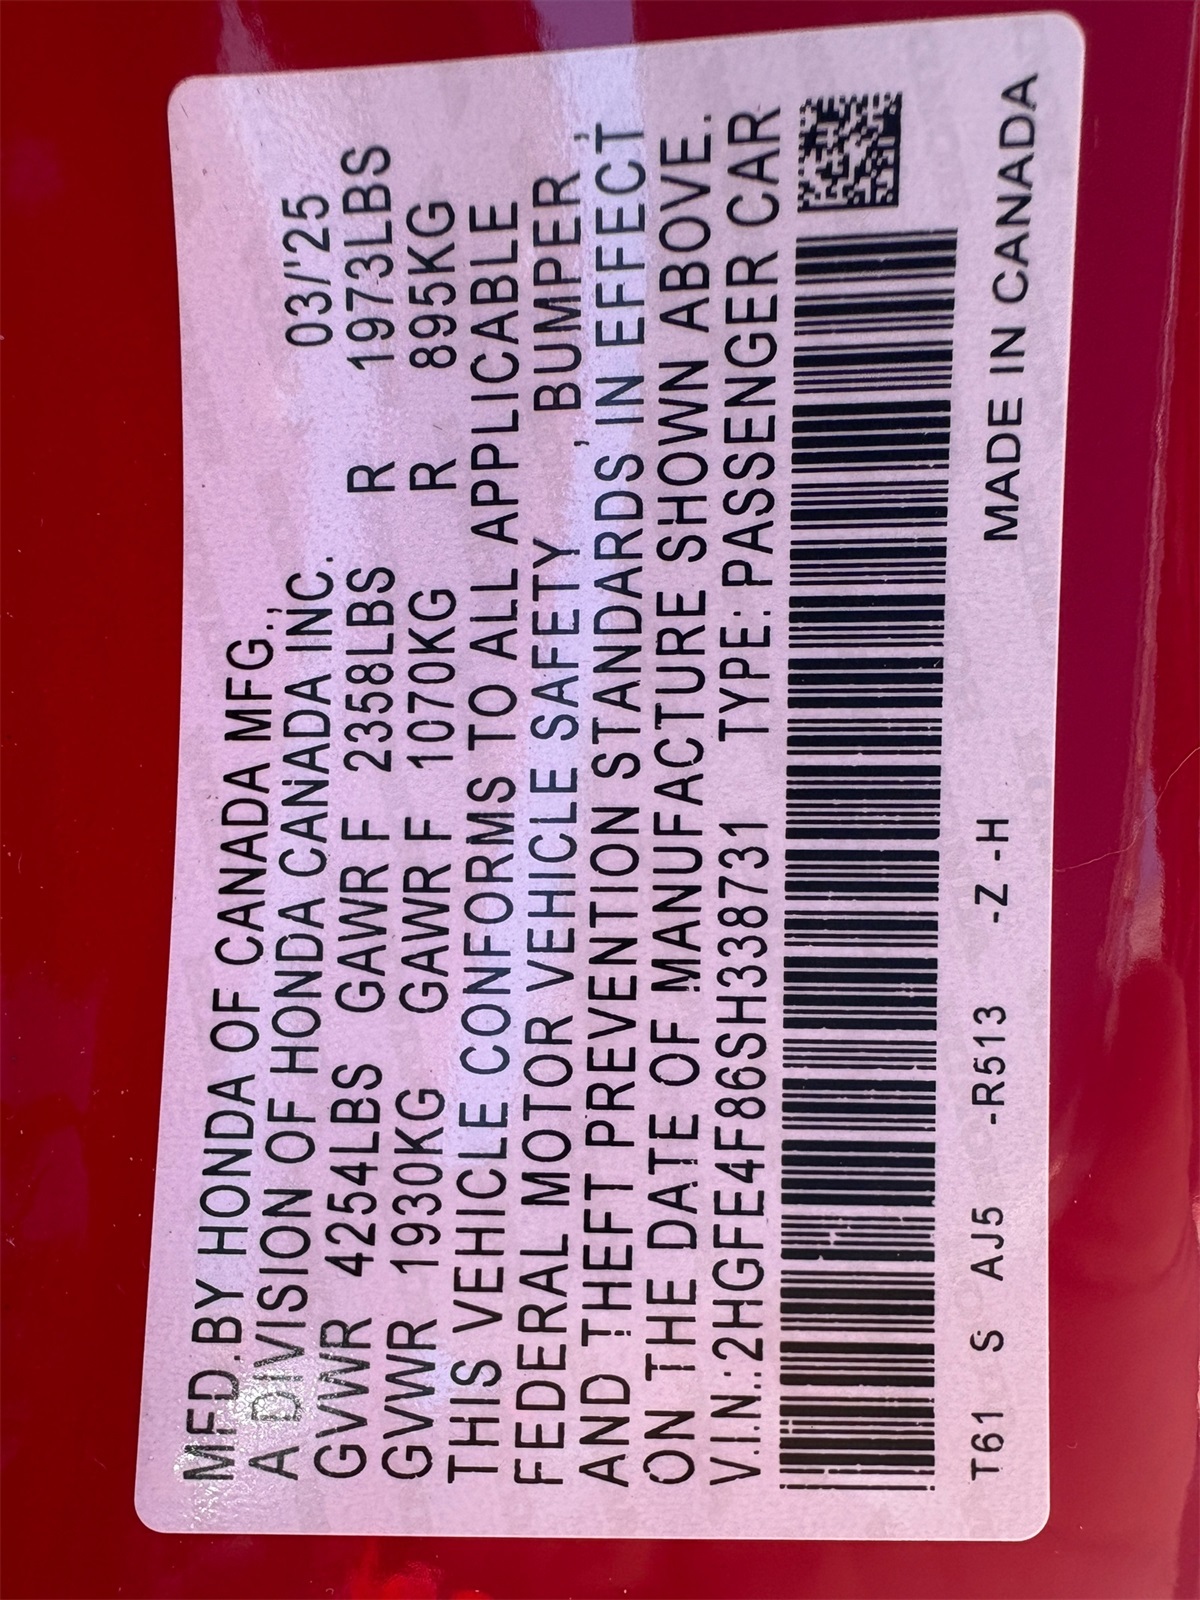 MFD.BY HONDA OF CANADA MFG.,
A DIVISION OF HONDA CANADA INC. 03/'25
GVWR 4254LBS GAWR F 2358LBS R 1973LBS
GVWR 1930KG GAWR F 1070KG R 895KG
THIS VEHICLE CONFORMS TO ALL APPLICABLE
FEDERAL MOTOR VEHICLE SAFETY, BUMPER,
AND THEFT PREVENTION STANDARDS IN EFFECT
ON THE DATE OF MANUFACTURE SHOWN ABOVE.
V.I.N.:2HGFE4F86SH338731 TYPE: PASSENGER CAR
T61 S AJ5 -R513 -Z -H MADE IN CANADA